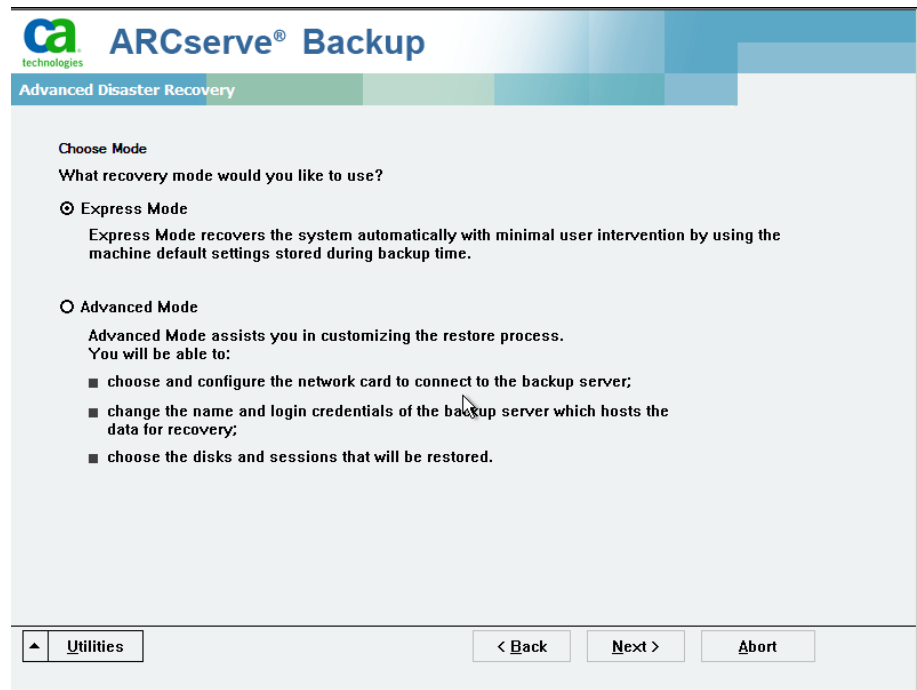 ca
technologies
ARCserve® Backup
Advanced Disaster Recovery
Choose Mode
What recovery mode would you like to use?
Express Mode
Express Mode recovers the system automatically with minimal user intervention by using the
machine default settings stored during backup time.
Advanced Mode
Advanced Mode assists you in customizing the restore process.
You will be able to:
choose and configure the network card to connect to the backup server;
change the name and login credentials of the backup server which hosts the
data for recovery;
choose the disks and sessions that will be restored.
Utilities
< Back
Next >
Abort